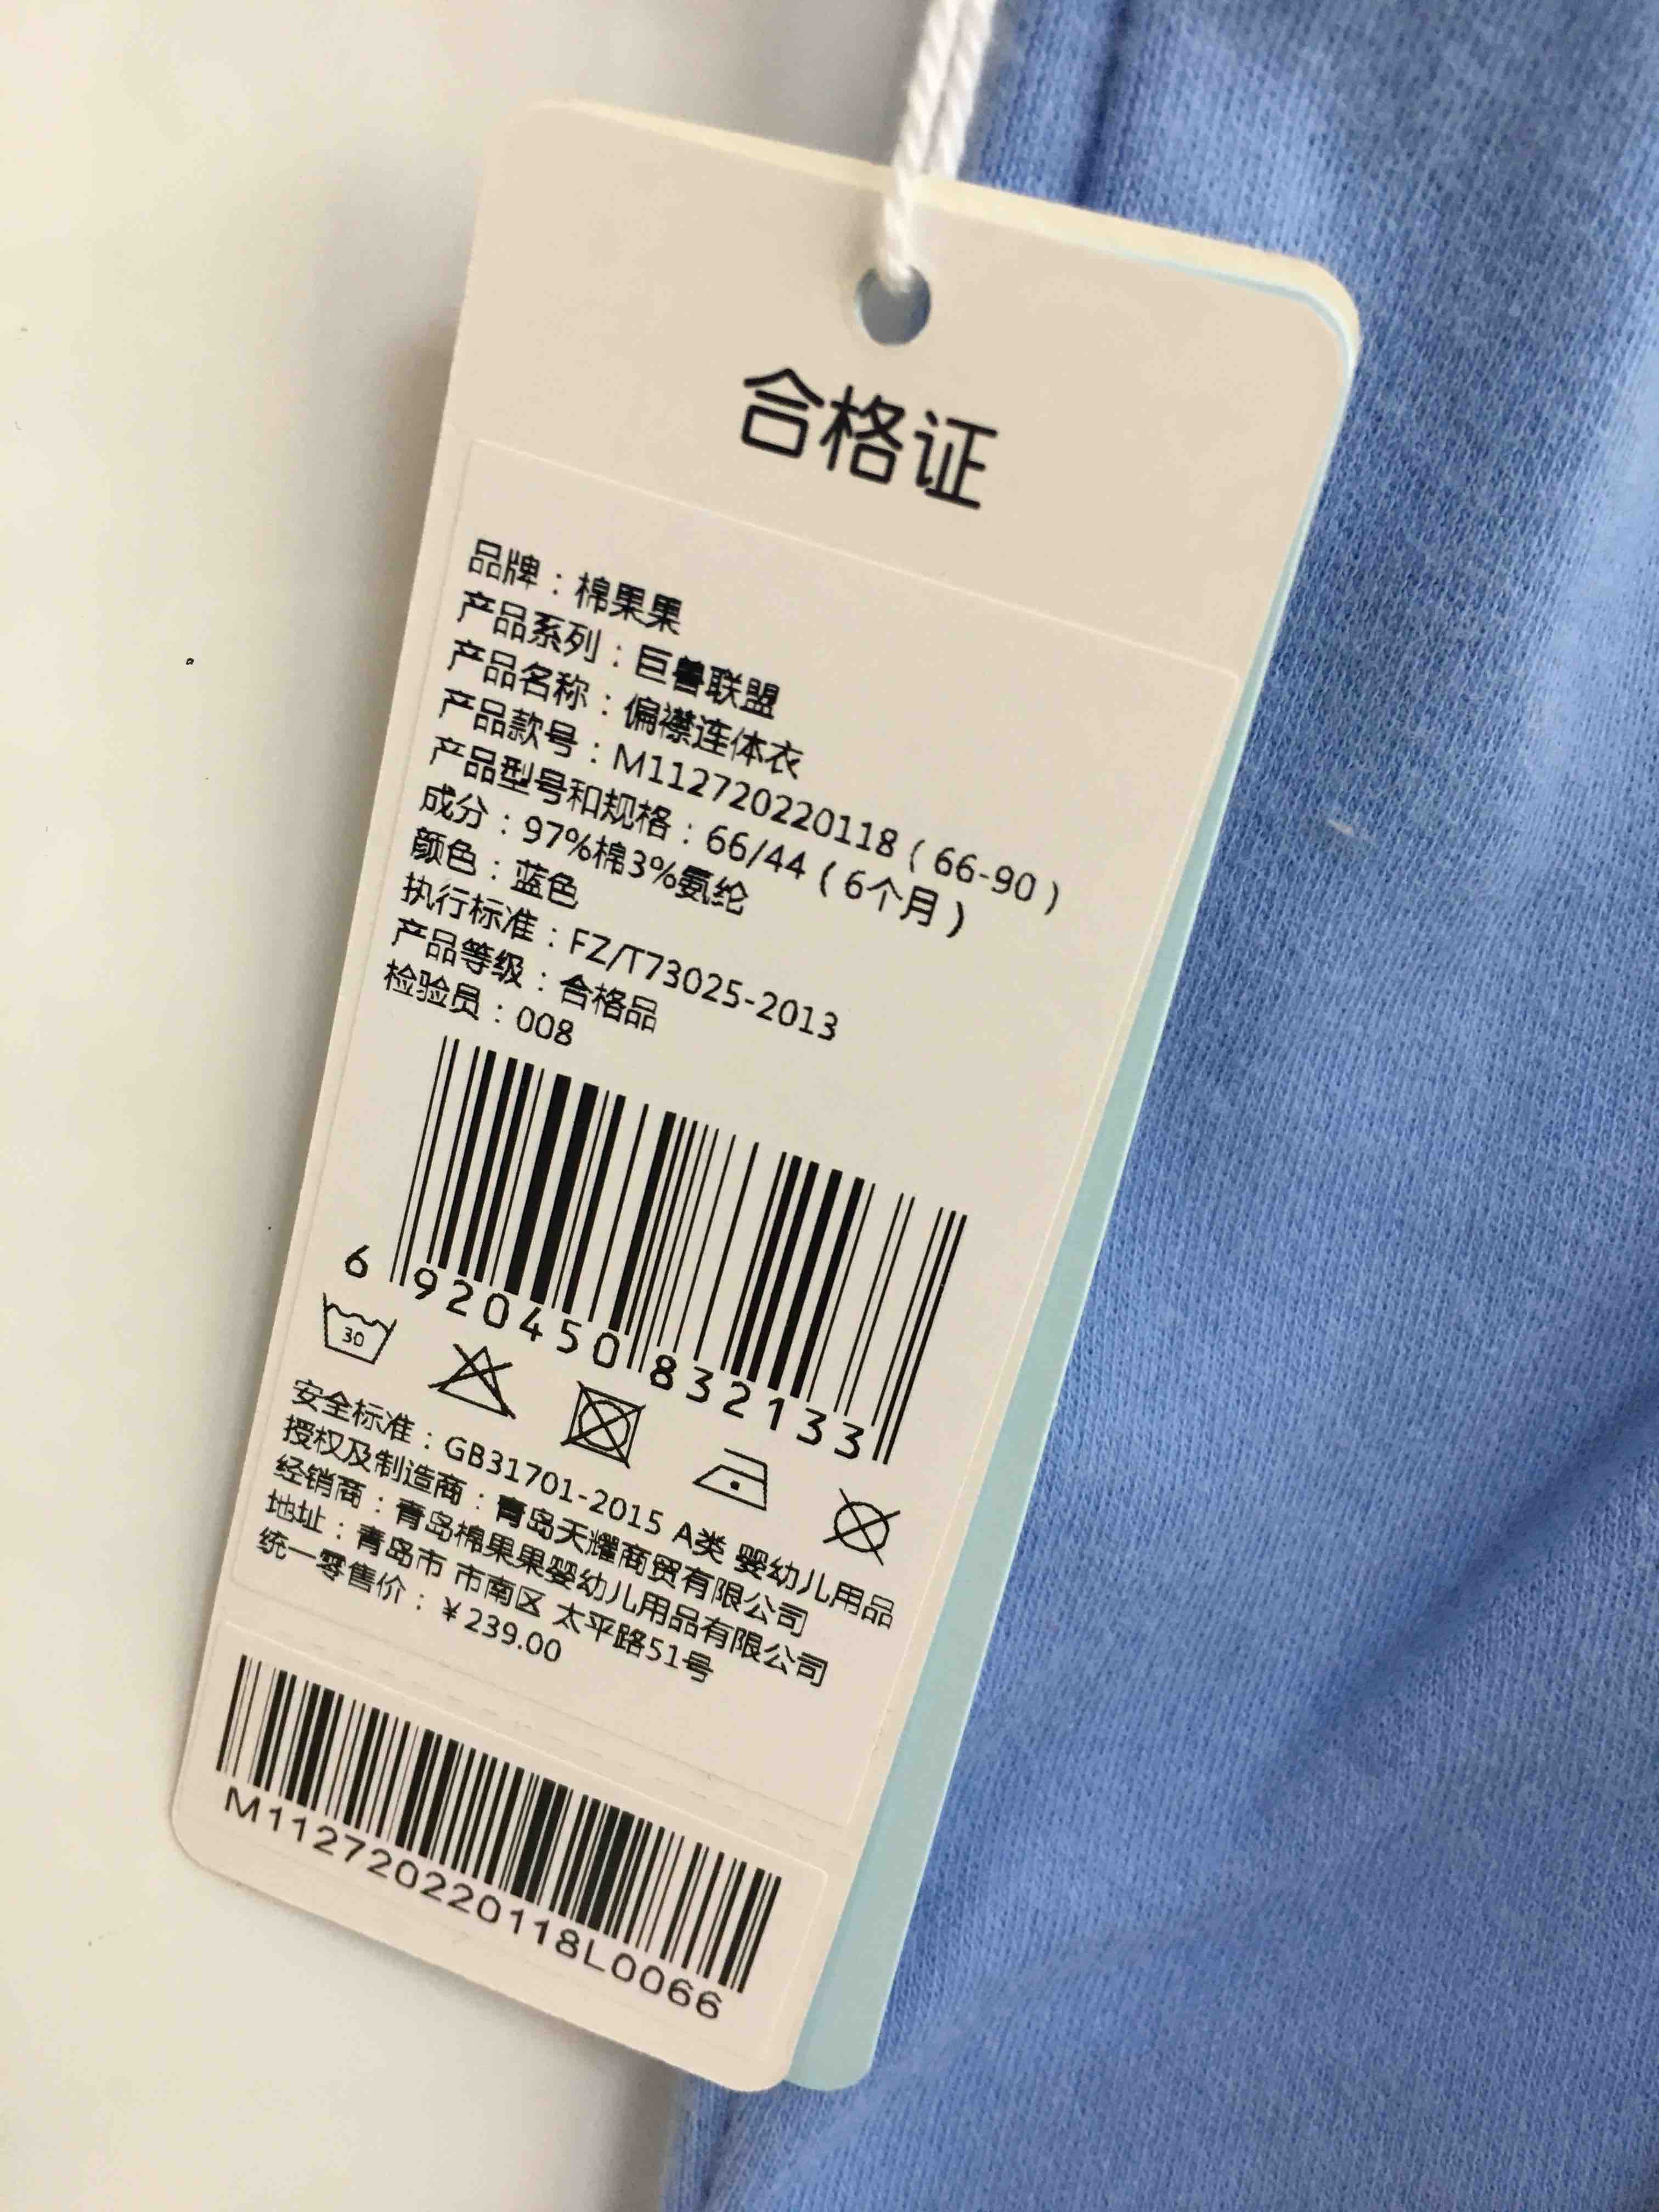 合格证
品牌：棉果果
产品系列：巨兽联盟
产品名称：偏襟连体衣
产品款号：M112720220118（66-90）
产品型号和规格：66/44（6个月）
成分：97%棉3%氨纶
颜色：蓝色
执行标准：FZ/T73025-2013
产品等级：合格品
检验员：008
6 920450 832133
30
安全标准：GB31701-2015 A类 婴幼儿用品
授权及制造商：青岛天耀商贸有限公司
经销商：青岛棉果果婴幼儿用品有限公司
地址：青岛市 市南区 太平路51号
统一零售价：￥239.00
M112720220118L0066